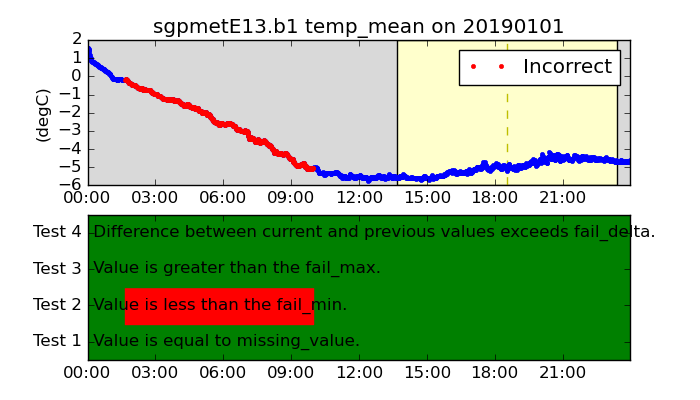 sgpmetE13.b1 temp_mean on 20190101
2
1
0
−1
−2
−3
−4
−5
−6
(degC)
Incorrect
00:00 03:00 06:00 09:00 12:00 15:00 18:00 21:00
Test 4 Difference between current and previous values exceeds fail_delta.
Test 3 Value is greater than the fail_max.
Test 2 Value is less than the fail_min.
Test 1 Value is equal to missing_value.
00:00 03:00 06:00 09:00 12:00 15:00 18:00 21:00